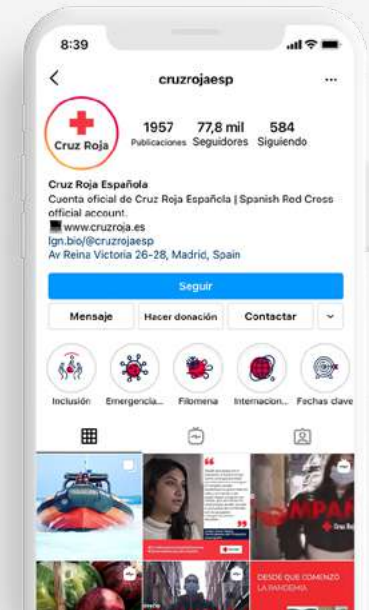 8:39
cruzrojaesp
Cruz Roja
1957 77,8 mil 584
Publicaciones Seguidores Siguiendo
Cruz Roja Española
Cuenta oficial de Cruz Roja Española | Spanish Red Cross
official account.
www.cruzroja.es
lgn.bio/@cruzrojaesp
Av Reina Victoria 26-28, Madrid, Spain
Seguir
Mensaje Hacer donación Contactar
Inclusión Emergencia... Filomena Internacion... Fechas clave
MPAN
DESDE QUE COMENZÓ
LA PANDEMIA